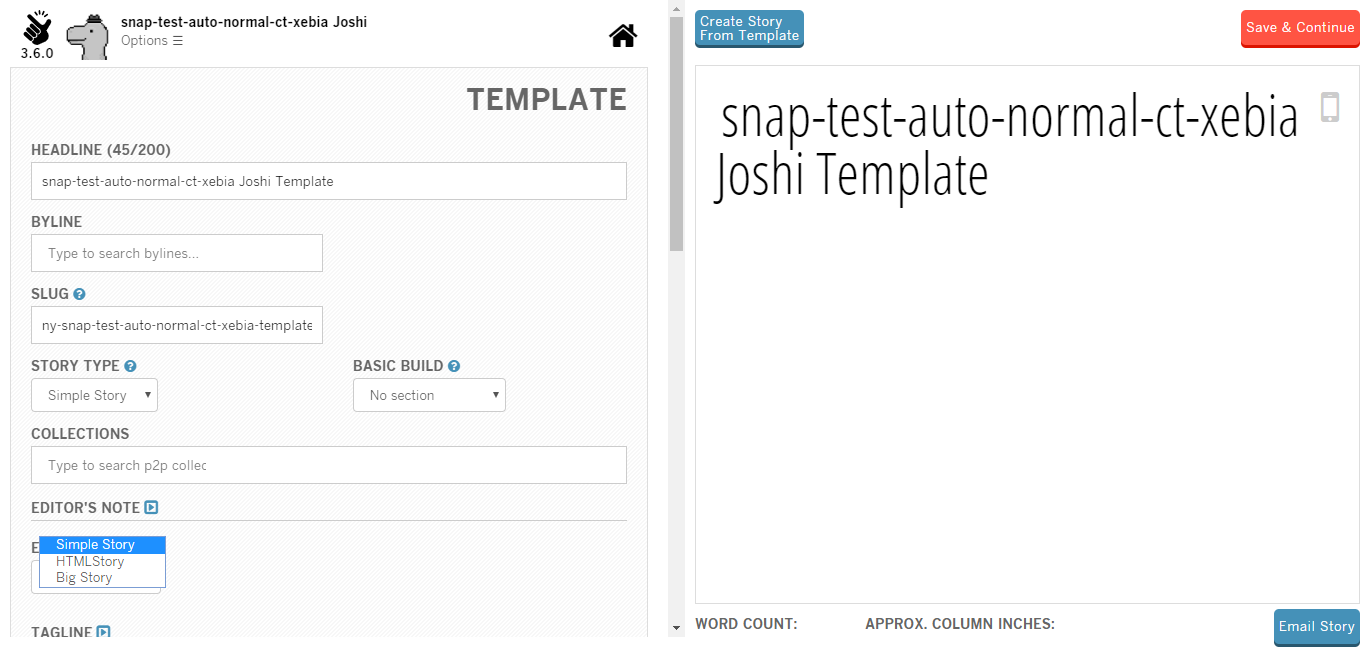 snap-test-auto-normal-ct-xebia Joshi
Options ☰
3.6.0
TEMPLATE
HEADLINE (45/200)
snap-test-auto-normal-ct-xebia Joshi Template
BYLINE
Type to search bylines...
SLUG ?
ny-snap-test-auto-normal-ct-xebia-template
STORY TYPE ?
BASIC BUILD ?
Simple Story
No section
COLLECTIONS
Type to search p2p collec
EDITOR'S NOTE
E
Simple Story
HTMLStory
Big Story
TAGLINE
Create Story
From Template
Save & Continue
snap-test-auto-normal-ct-xebia
Joshi Template
WORD COUNT:
APPROX. COLUMN INCHES:
Email Story